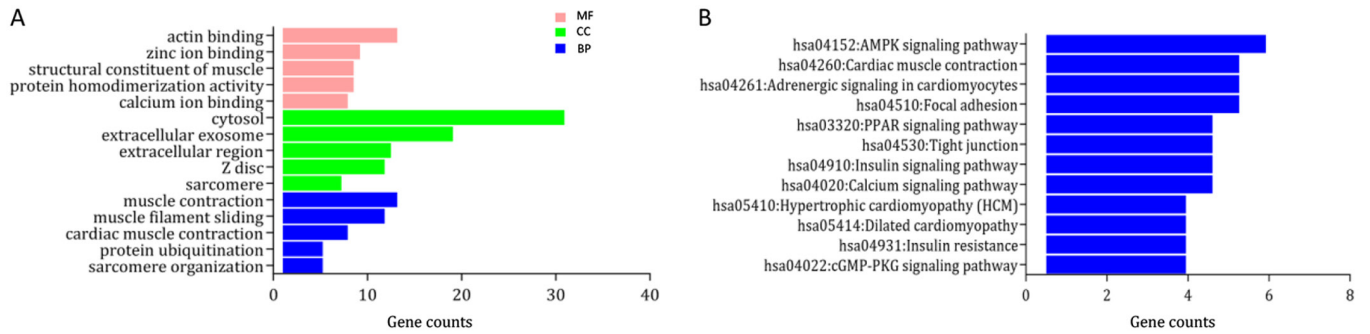 A
MF
CC
BP
actin binding
zinc ion binding
structural constituent of muscle
protein homodimerization activity
calcium ion binding
cytosol
extracellular exosome
extracellular region
Z disc
sarcomere
muscle contraction
muscle filament sliding
cardiac muscle contraction
protein ubiquitination
sarcomere organization
0 10 20 30 40
Gene counts
B
hsa04152:AMPK signaling pathway
hsa04260:Cardiac muscle contraction
hsa04261:Adrenergic signaling in cardiomyocytes
hsa04510:Focal adhesion
hsa03320:PPAR signaling pathway
hsa04530:Tight junction
hsa04910:Insulin signaling pathway
hsa04020:Calcium signaling pathway
hsa05410:Hypertrophic cardiomyopathy (HCM)
hsa05414:Dilated cardiomyopathy
hsa04931:Insulin resistance
hsa04022:cGMP-PKG signaling pathway
0 2 4 6 8
Gene counts